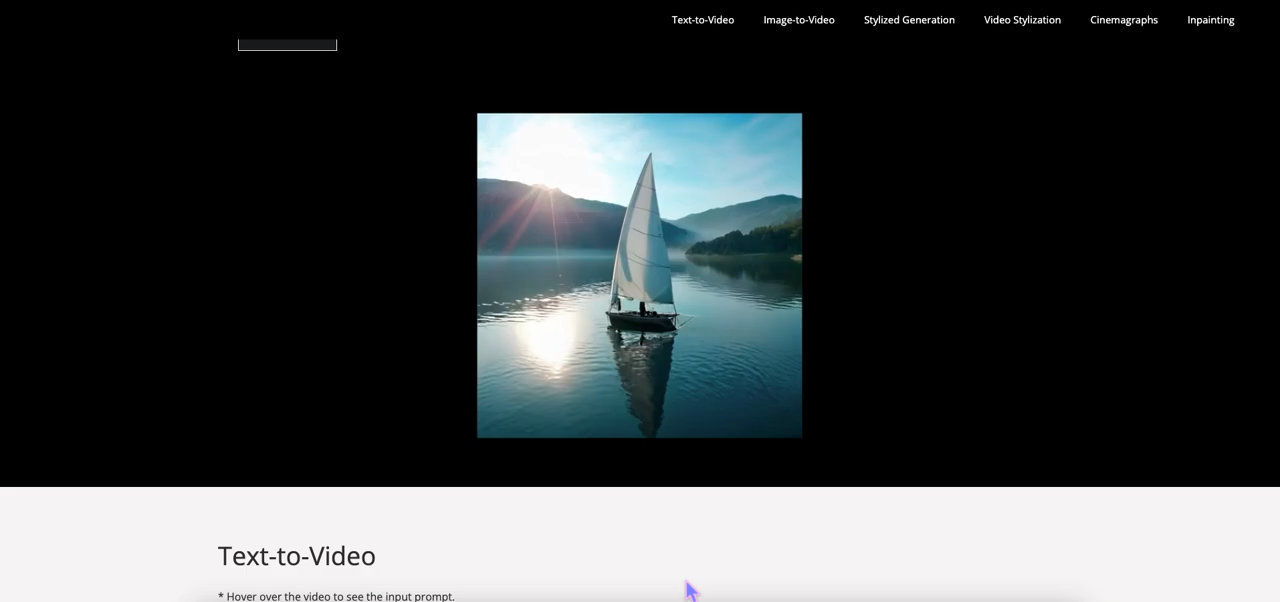 Text-to-Video Image-to-Video Stylized Generation Video Stylization Cinemagraphs Inpainting
Text-to-Video
* Hover over the video to see the input prompt.